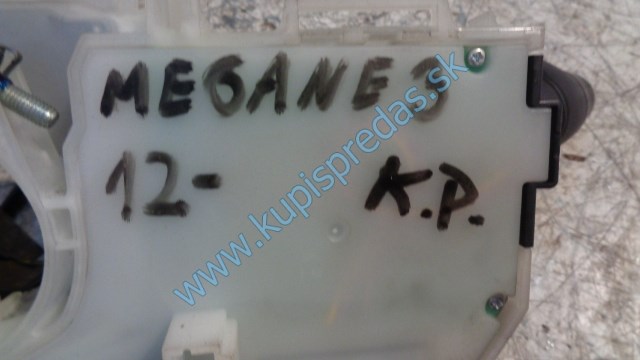 MEGANE 3
12- K.P.
www.kupispredas.sk